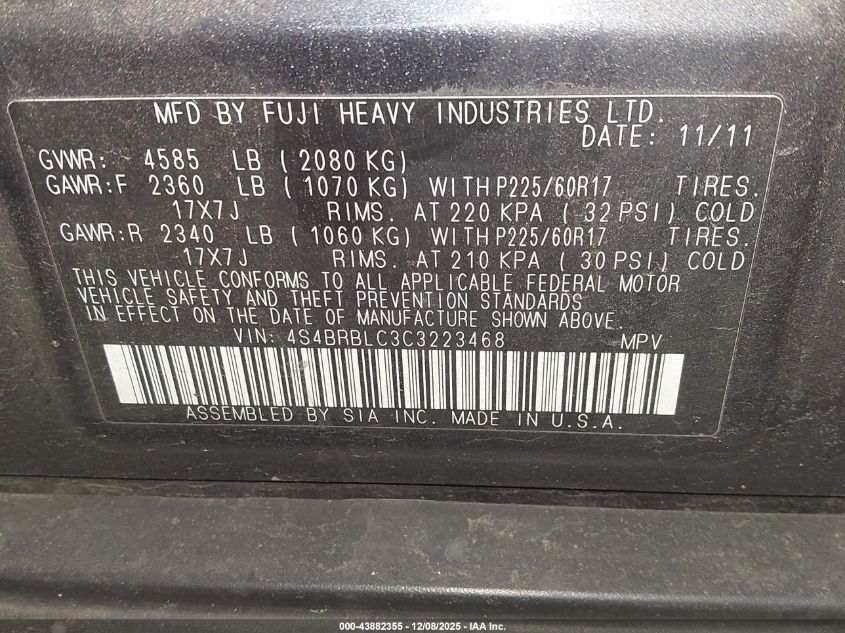 MFD BY FUJI HEAVY INDUSTRIES LTD.
DATE: 11/11
GVWR: 4585 LB ( 2080 KG)
GAWR:F 2360 LB ( 1070 KG) WITH P225/60R17 TIRES.
17X7J RIMS. AT 220 KPA ( 32 PSI) COLD
GAWR:R 2340 LB ( 1060 KG) WITH P225/60R17 TIRES.
17X7J RIMS. AT 210 KPA ( 30 PSI) COLD
THIS VEHICLE CONFORMS TO ALL APPLICABLE FEDERAL MOTOR
VEHICLE SAFETY AND THEFT PREVENTION STANDARDS
IN EFFECT ON THE DATE OF MANUFACTURE SHOWN ABOVE.
VIN: 4S4BRBLC3C3223468 MPV
ASSEMBLED BY SIA INC. MADE IN U.S.A.
000-43882355 - 12/08/2025 - IAA Inc.